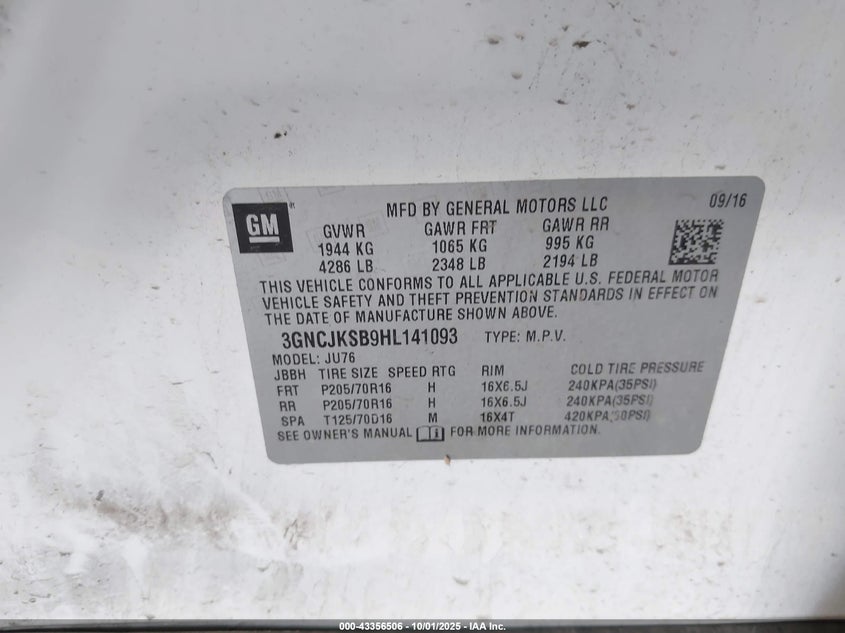 GM
MFD BY GENERAL MOTORS LLC 09/16
GVWR GAWR FRT GAWR RR
1944 KG 1065 KG 995 KG
4286 LB 2348 LB 2194 LB
THIS VEHICLE CONFORMS TO ALL APPLICABLE U.S. FEDERAL MOTOR
VEHICLE SAFETY AND THEFT PREVENTION STANDARDS IN EFFECT ON
THE DATE OF MANUFACTURE SHOWN ABOVE.
3GNCJKSB9HL141093 TYPE: M.P.V.
MODEL: JU76
JBBH TIRE SIZE SPEED RTG RIM COLD TIRE PRESSURE
FRT P205/70R16 H 16X6.5J 240KPA(35PSI)
RR P205/70R16 H 16X6.5J 240KPA(35PSI)
SPA T125/70D16 M 16X4T 420KPA(60PSI)
SEE OWNER'S MANUAL FOR MORE INFORMATION.
000-43356506 - 10/01/2025 - IAA Inc.